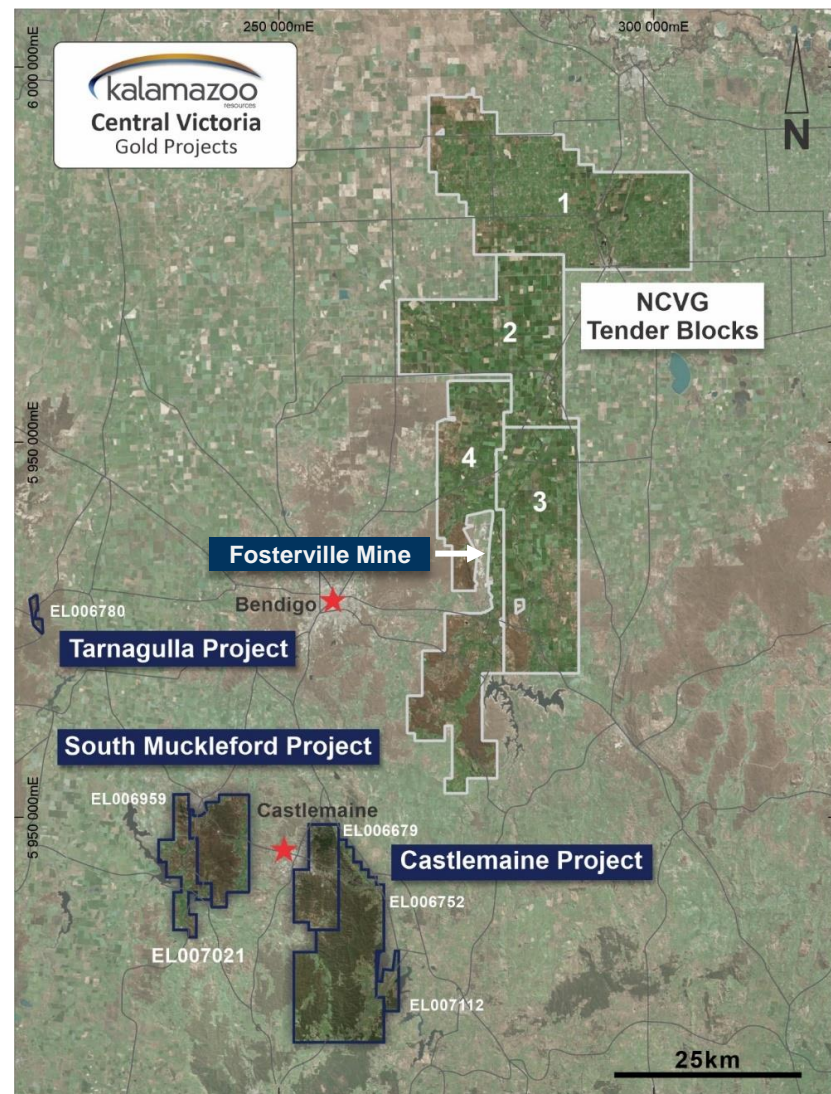 250 000mE
300 000mE
6 000 000mE
kalamazoo
resources
Central Victoria
Gold Projects
N
1
NCVG
Tender Blocks
2
5 950 000mE
4
3
Fosterville Mine
Bendigo
EL006780
Tarnagulla Project
South Muckleford Project
EL006959
Castlemaine
EL006679
5 950 000mE
Castlemaine Project
EL006752
EL007021
EL007112
25km